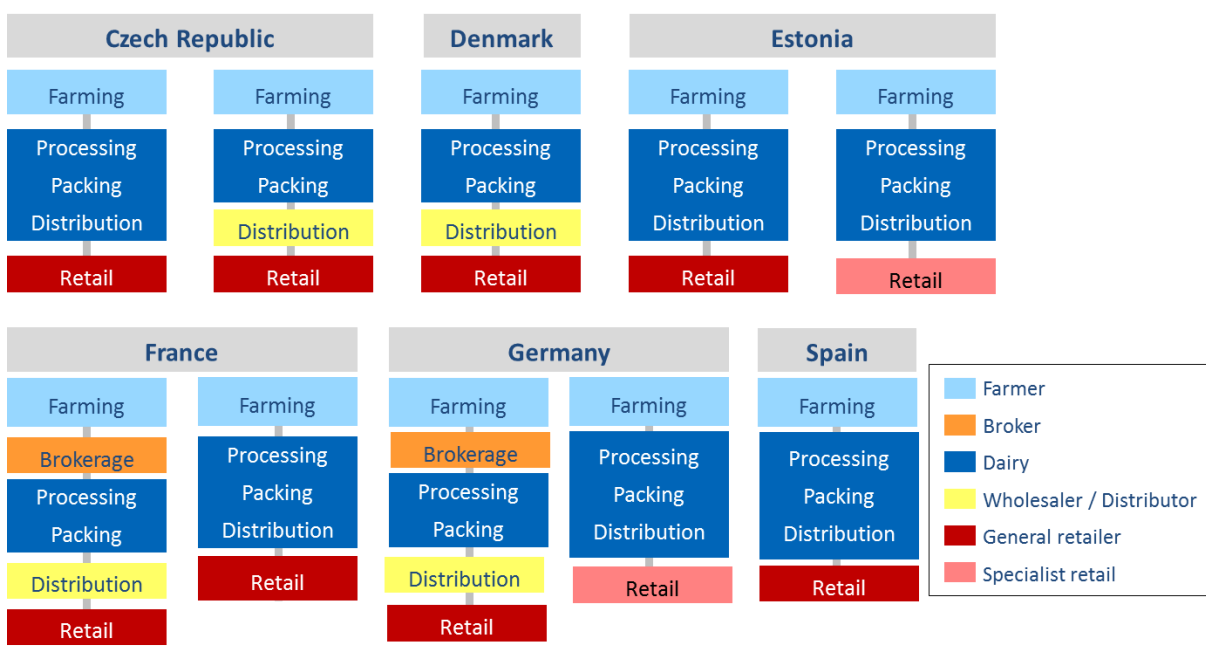 Czech Republic
Denmark
Estonia
Farming
Farming
Farming
Farming
Farming
Processing
Packing
Distribution
Processing
Packing
Distribution
Processing
Packing
Distribution
Processing
Packing
Distribution
Processing
Packing
Distribution
Retail
Retail
Retail
Retail
Retail
France
Germany
Spain
Farming
Brokerage
Processing
Packing
Distribution
Retail
Farming
Processing
Packing
Distribution
Retail
Farming
Brokerage
Processing
Packing
Distribution
Retail
Farming
Processing
Packing
Distribution
Retail
Farming
Processing
Packing
Distribution
Retail
Farmer
Broker
Dairy
Wholesaler / Distributor
General retailer
Specialist retail